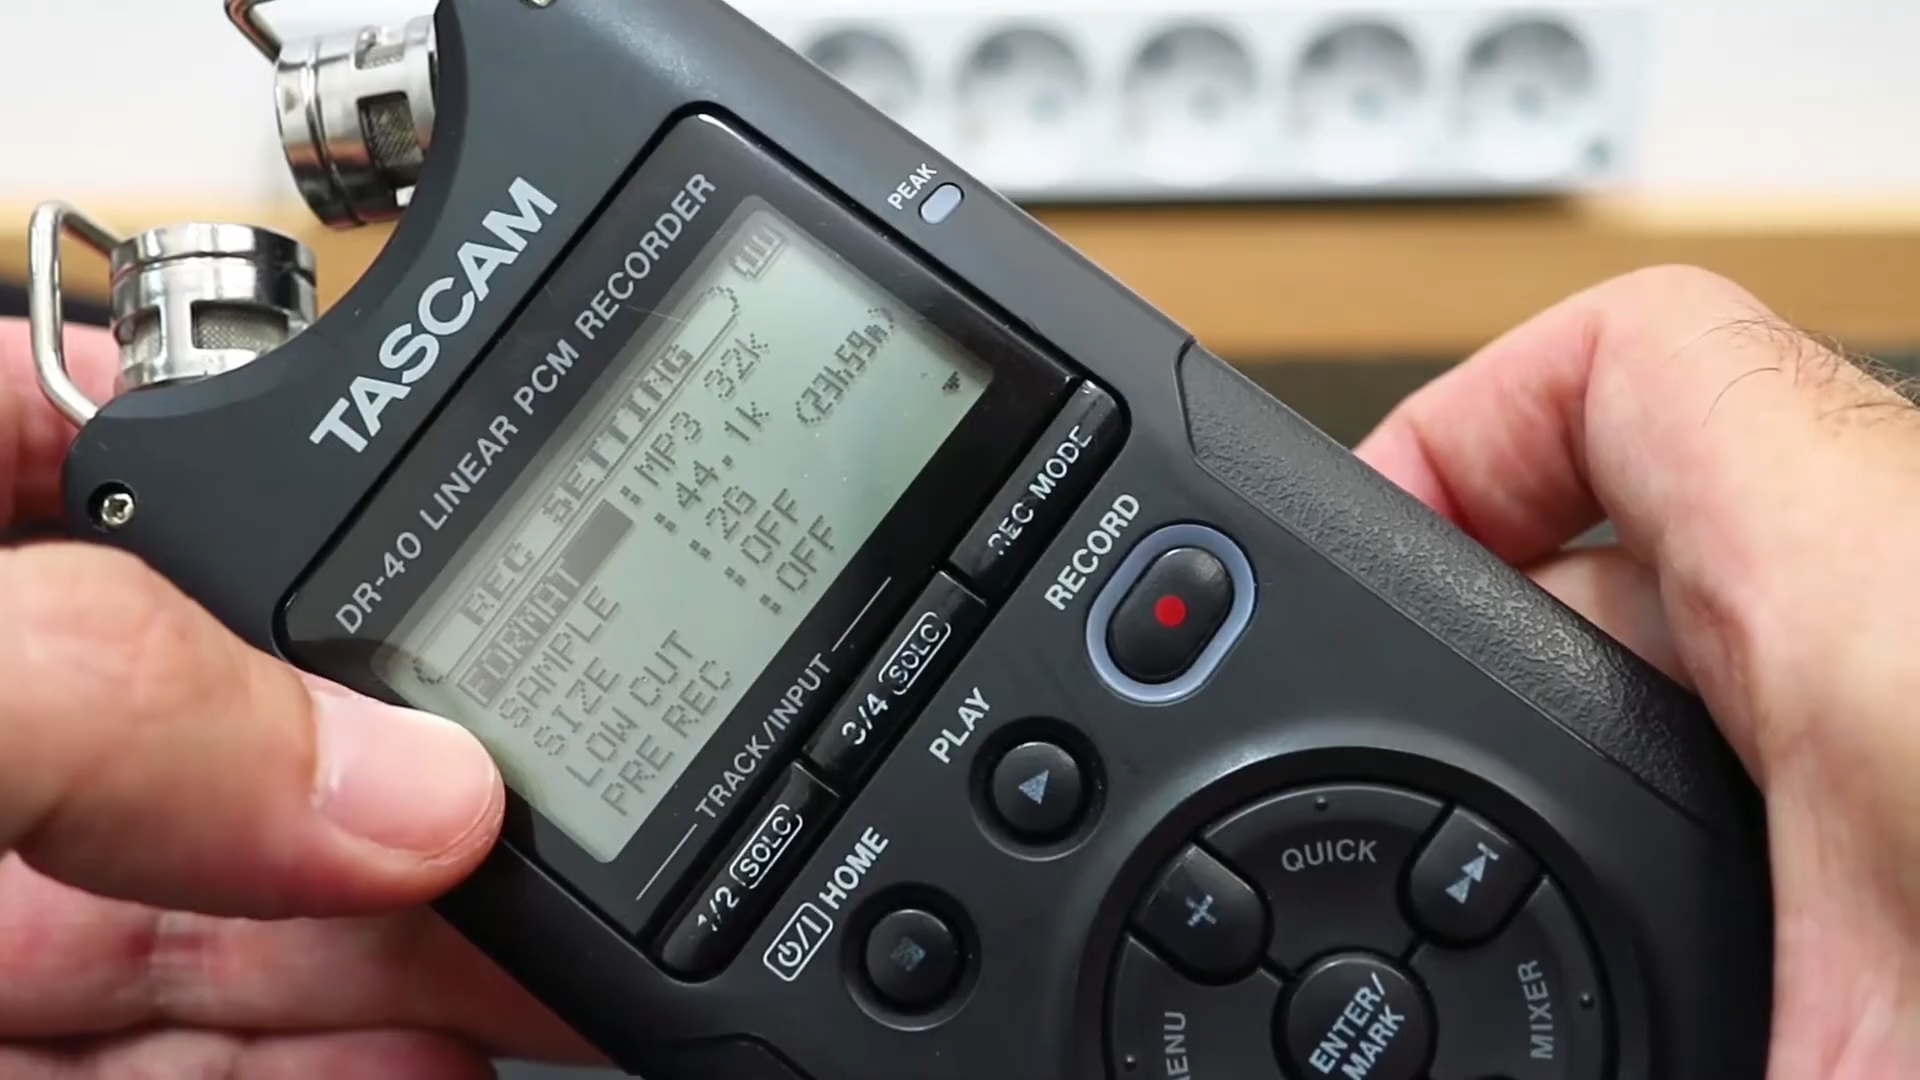 TASCAM
DR-40 LINEAR PCM RECORDER
PEAK
REC SETTING
FORMAT :MP3 32k
SAMPLE :44.1k
SIZE :2G (23h59m)
LOW CUT :OFF
PRE REC :OFF
TRACK/INPUT
1/2 SOLO
3/4 SOLO
REC MODE
HOME
PLAY
RECORD
QUICK
MIXER
ENTER/
MARK